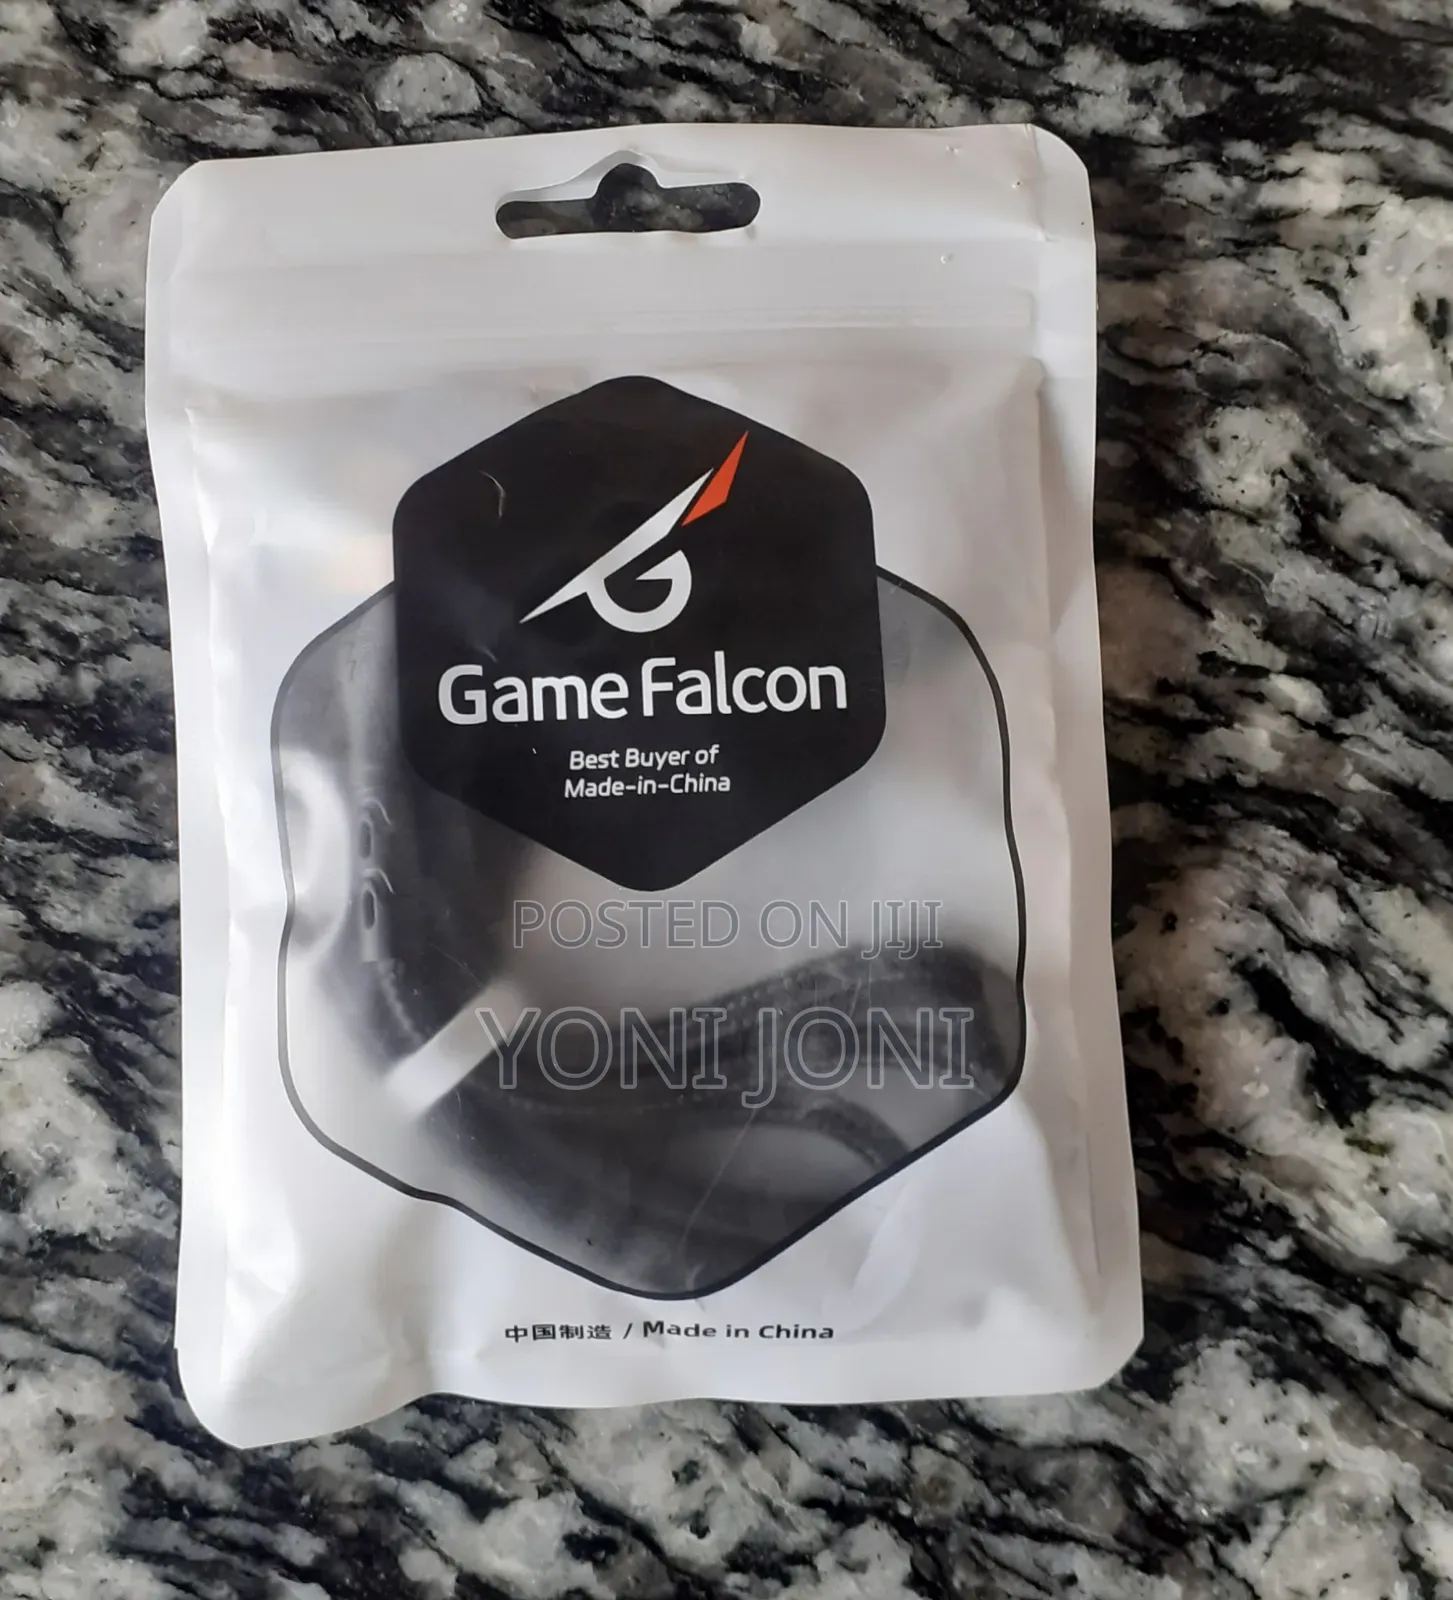 Game Falcon
Best Buyer of
Made-in-China
POSTED ON JIJI
YONI JONI
中国制造 / Made in China